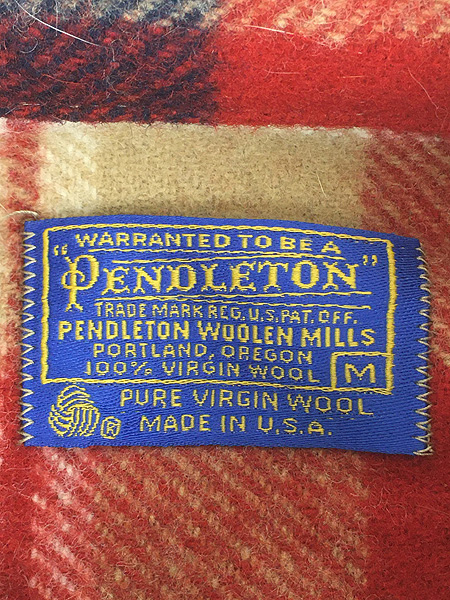 WARRANTED TO BE A
"PENDLETON"
TRADE MARK REG. U.S. PAT. OFF.
PENDLETON WOOLEN MILLS
PORTLAND, OREGON
100% VIRGIN WOOL M
PURE VIRGIN WOOL
® MADE IN U.S.A.